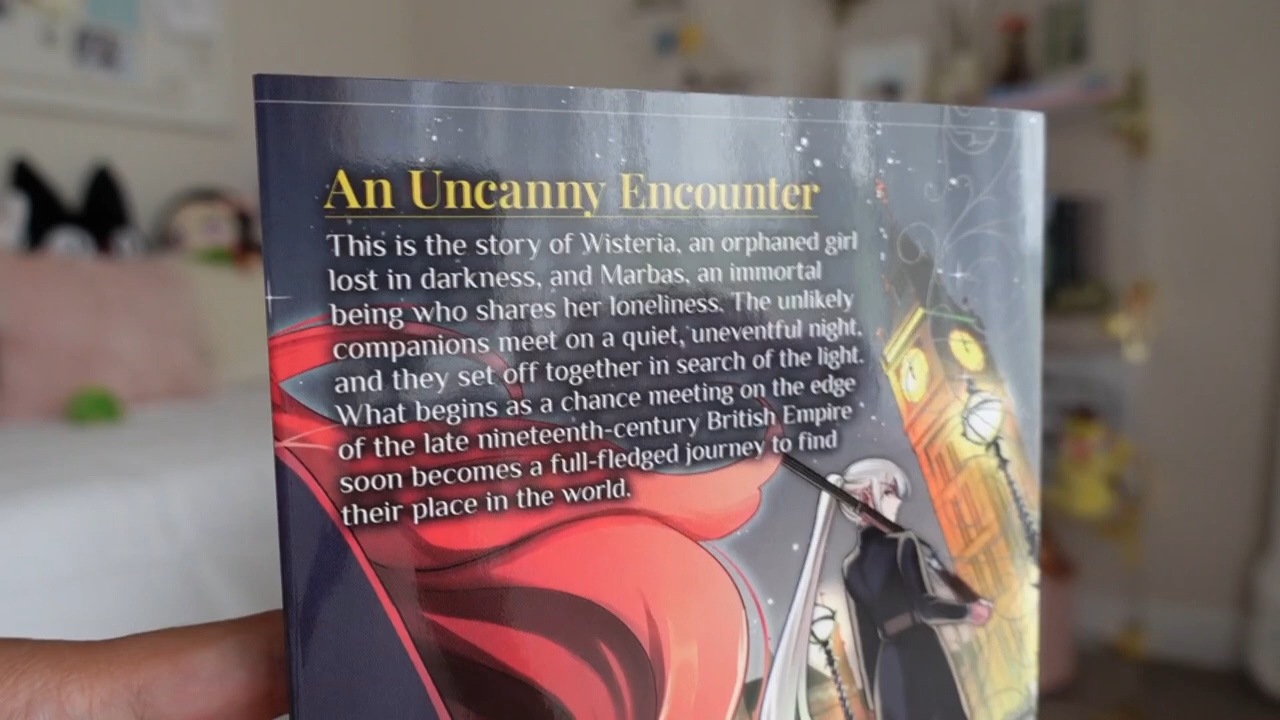 An Uncanny Encounter
This is the story of Wisteria, an orphaned girl
lost in darkness, and Marbas, an immortal
being who shares her loneliness. The unlikely
companions meet on a quiet, uneventful night,
and they set off together in search of the light.
What begins as a chance meeting on the edge
of the late nineteenth-century British Empire
soon becomes a full-fledged journey to find
their place in the world.